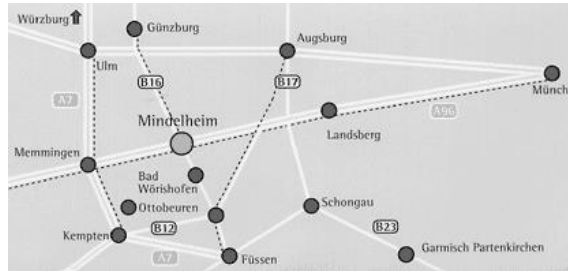 Würzburg
Günzburg
Augsburg
Ulm
B16
B17
A7
Münch
Mindelheim
A96
Landsberg
Memmingen
Bad
Wörishofen
Ottobeuren
Schongau
B12
B23
Kempten
A7
Füssen
Garmisch Partenkirchen